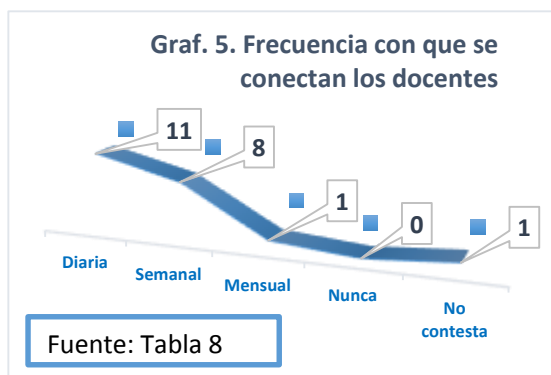 Graf. 5. Frecuencia con que se
conectan los docentes
11
8
1
0
1
Diaria
Semanal
Mensual
Nunca
No
contesta
Fuente: Tabla 8